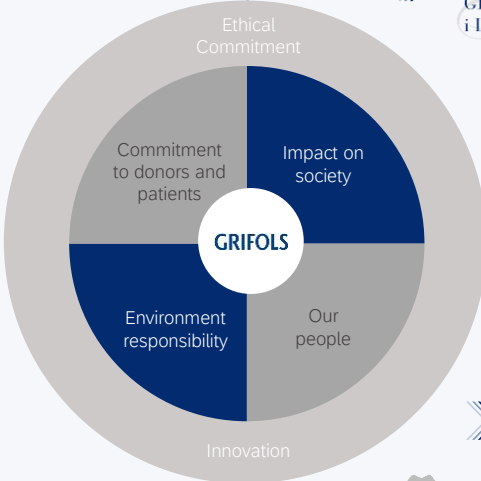 Ethical
Commitment
Commitment
to donors and
patients
Impact on
society
GRIFOLS
Environment
responsibility
Our
people
Innovation